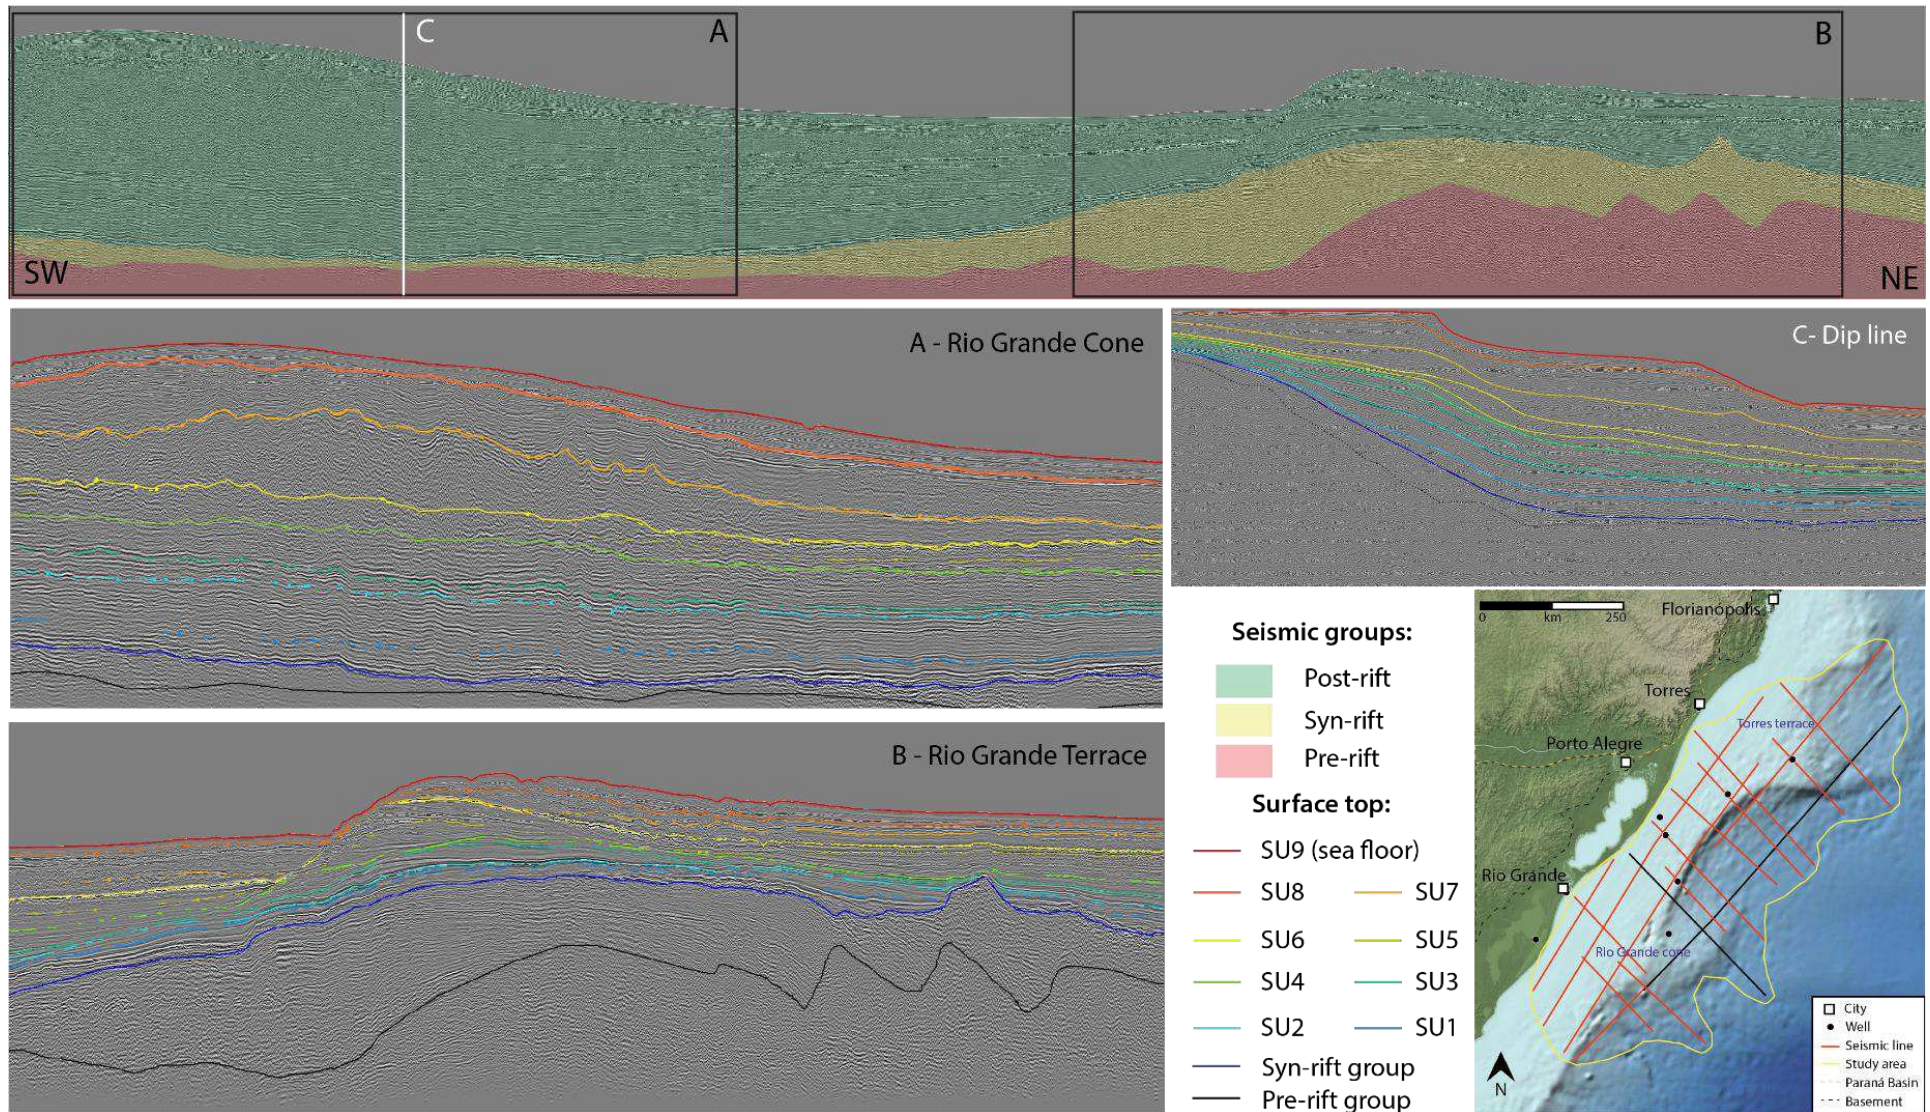 C
A
B
SW
NE
A - Rio Grande Cone
C- Dip line
B - Rio Grande Terrace
Seismic groups:
Post-rift
Syn-rift
Pre-rift
Surface top:
SU9 (sea floor)
SU8 SU7
SU6 SU5
SU4 SU3
SU2 SU1
Syn-rift group
Pre-rift group
0 km 250
Florianópolis
Torres
Torres terrace
Porto Alegre
Rio Grande
Rio Grande cone
N
City
Well
Seismic line
Study area
Paraná Basin
Basement